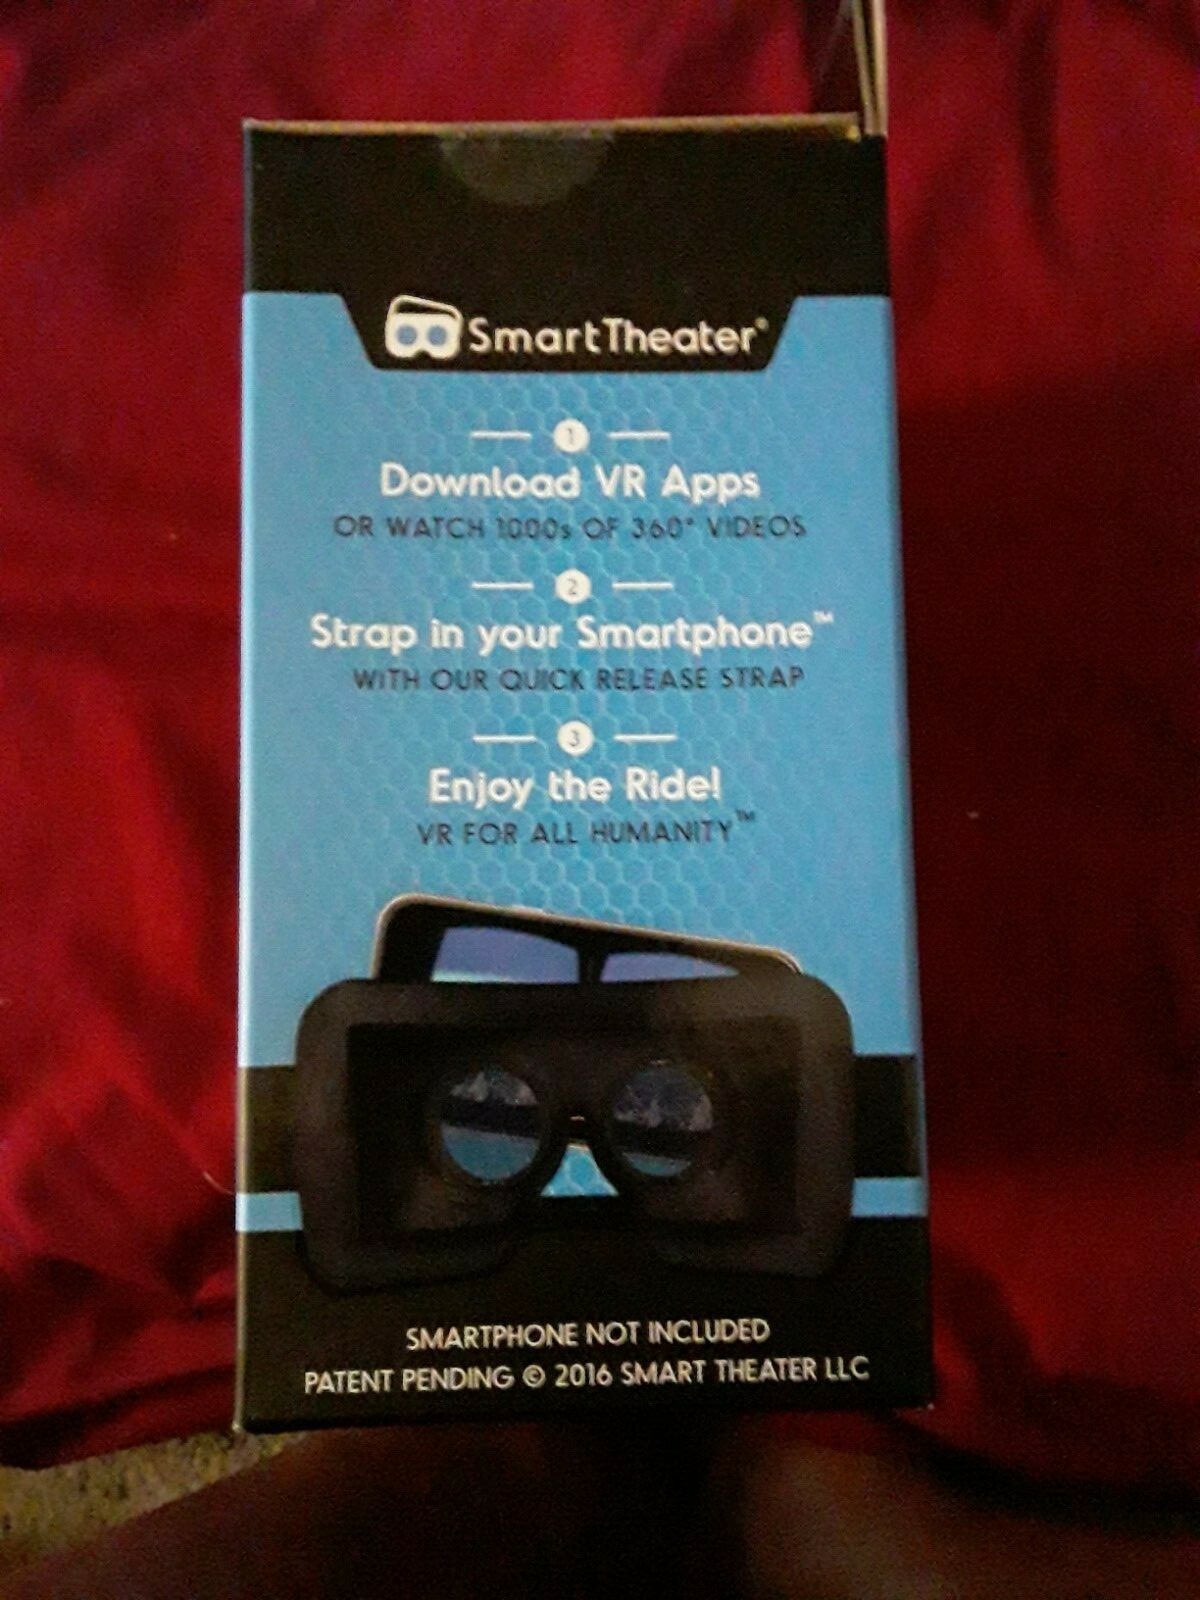 SmartTheater®
1
Download VR Apps
OR WATCH 1000s OF 360° VIDEOS
2
Strap in your Smartphone™
WITH OUR QUICK RELEASE STRAP
3
Enjoy the Ride!
VR FOR ALL HUMANITY™
SMARTPHONE NOT INCLUDED
PATENT PENDING © 2016 SMART THEATER LLC